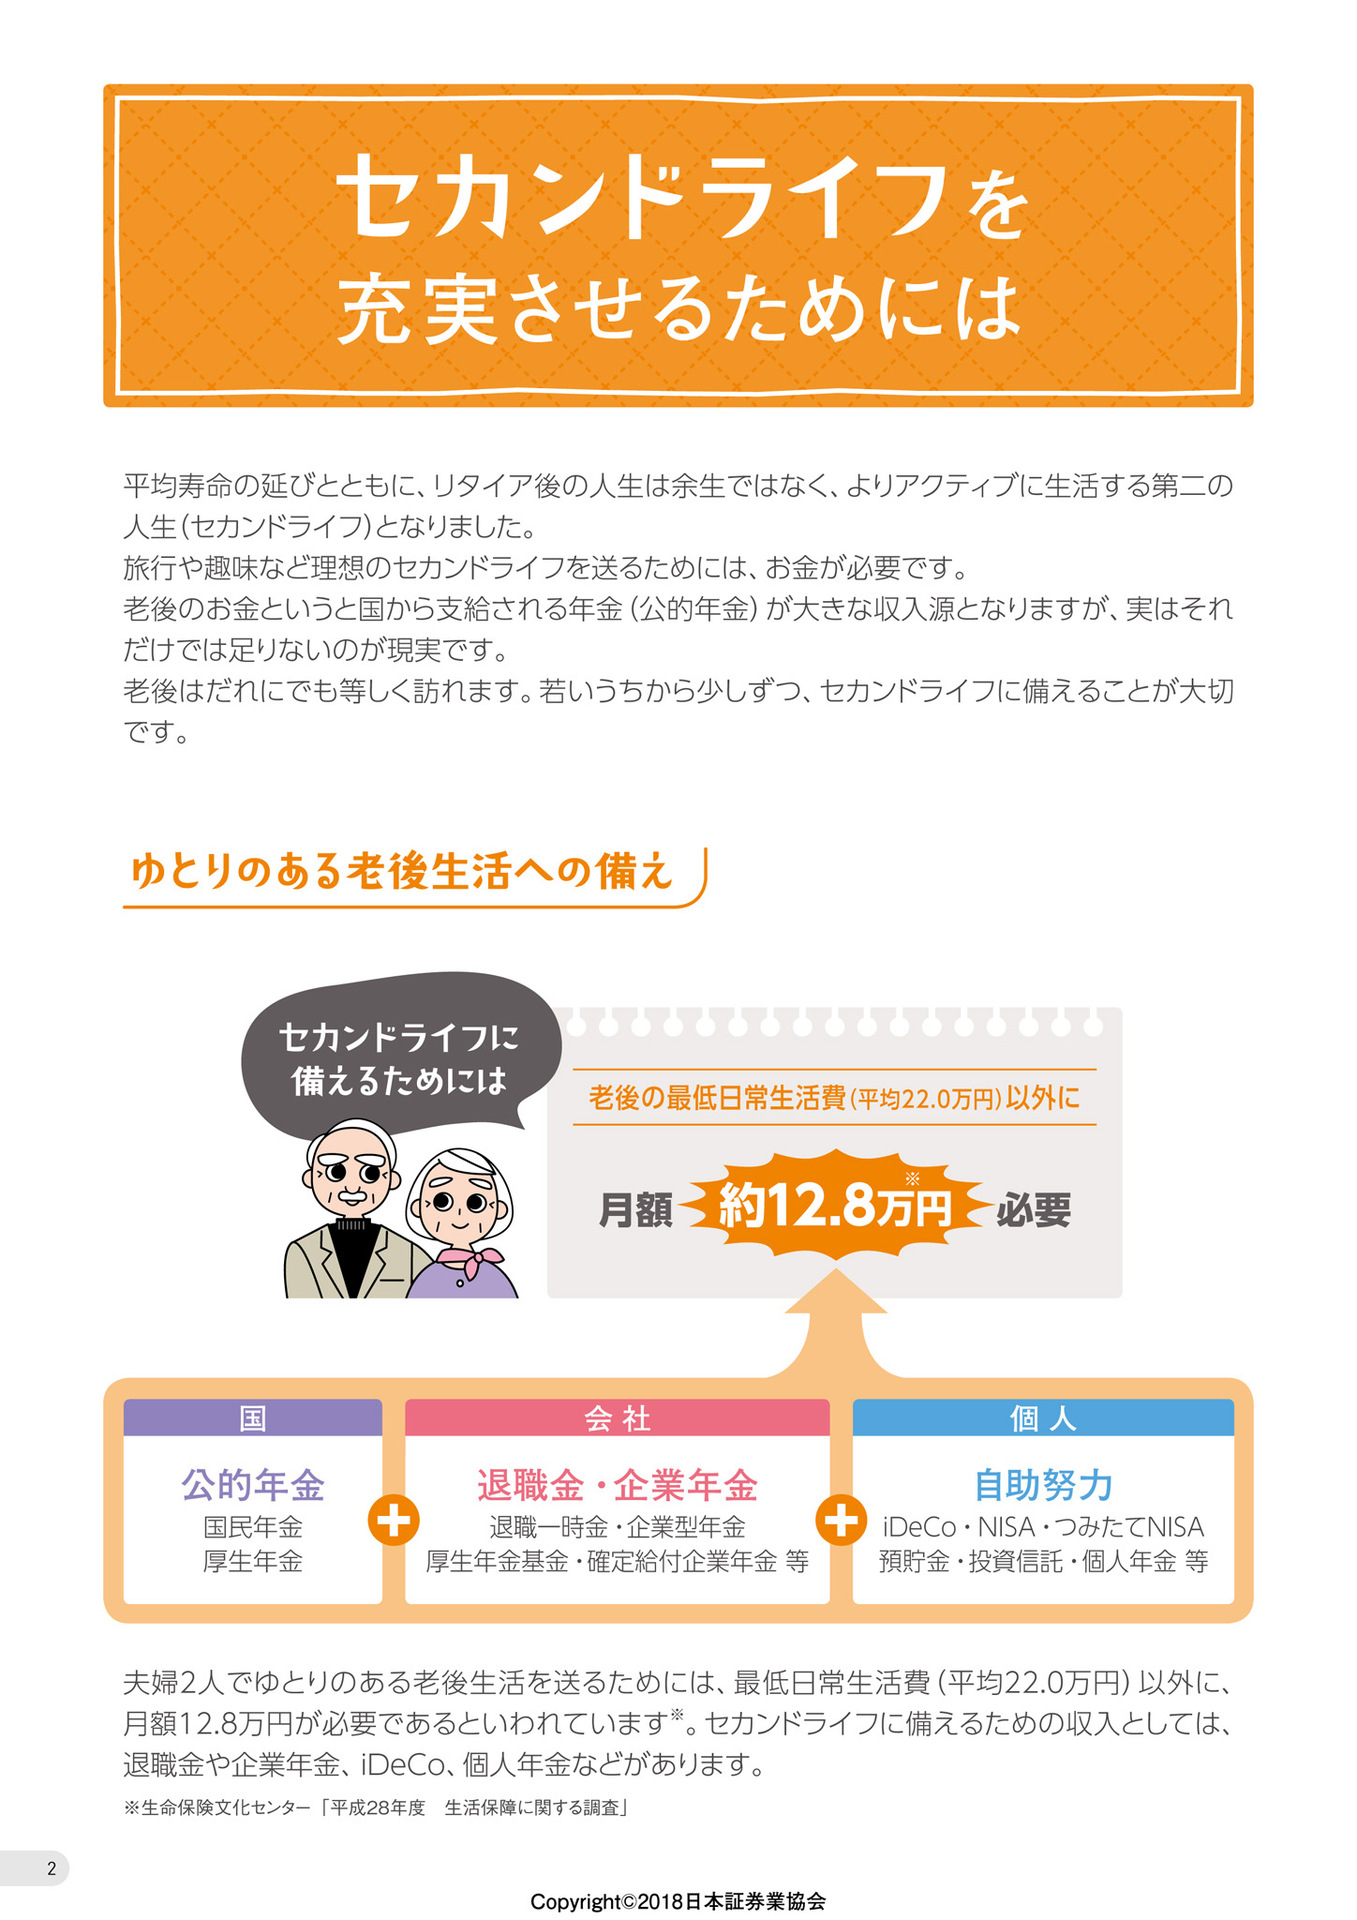 セカンドライフを
充実させるためには
平均寿命の延びとともに、リタイア後の人生は余生ではなく、よりアクティブに生活する第二の
人生(セカンドライフ)となりました。
旅行や趣味など理想のセカンドライフを送るためには、お金が必要です。
老後のお金というと国から支給される年金(公的年金)が大きな収入源となりますが、実はそれ
だけでは足りないのが現実です。
老後はだれにでも等しく訪れます。若いうちから少しずつ、セカンドライフに備えることが大切
です。
ゆとりのある老後生活への備え
セカンドライフに
備えるためには
老後の最低日常生活費(平均22.0万円)以外に
月額 約12.8万円※ 必要
国
公的年金
国民年金
厚生年金
会社
退職金・企業年金
退職一時金・企業型年金
厚生年金基金・確定給付企業年金 等
個人
自助努力
iDeCo・NISA・つみたてNISA
預貯金・投資信託・個人年金 等
夫婦2人でゆとりのある老後生活を送るためには、最低日常生活費(平均22.0万円)以外に、
月額12.8万円が必要であるといわれています※。セカンドライフに備えるための収入としては、
退職金や企業年金、iDeCo、個人年金などがあります。
※生命保険文化センター「平成28年度　生活保障に関する調査」
2
Copyright©2018日本証券業協会